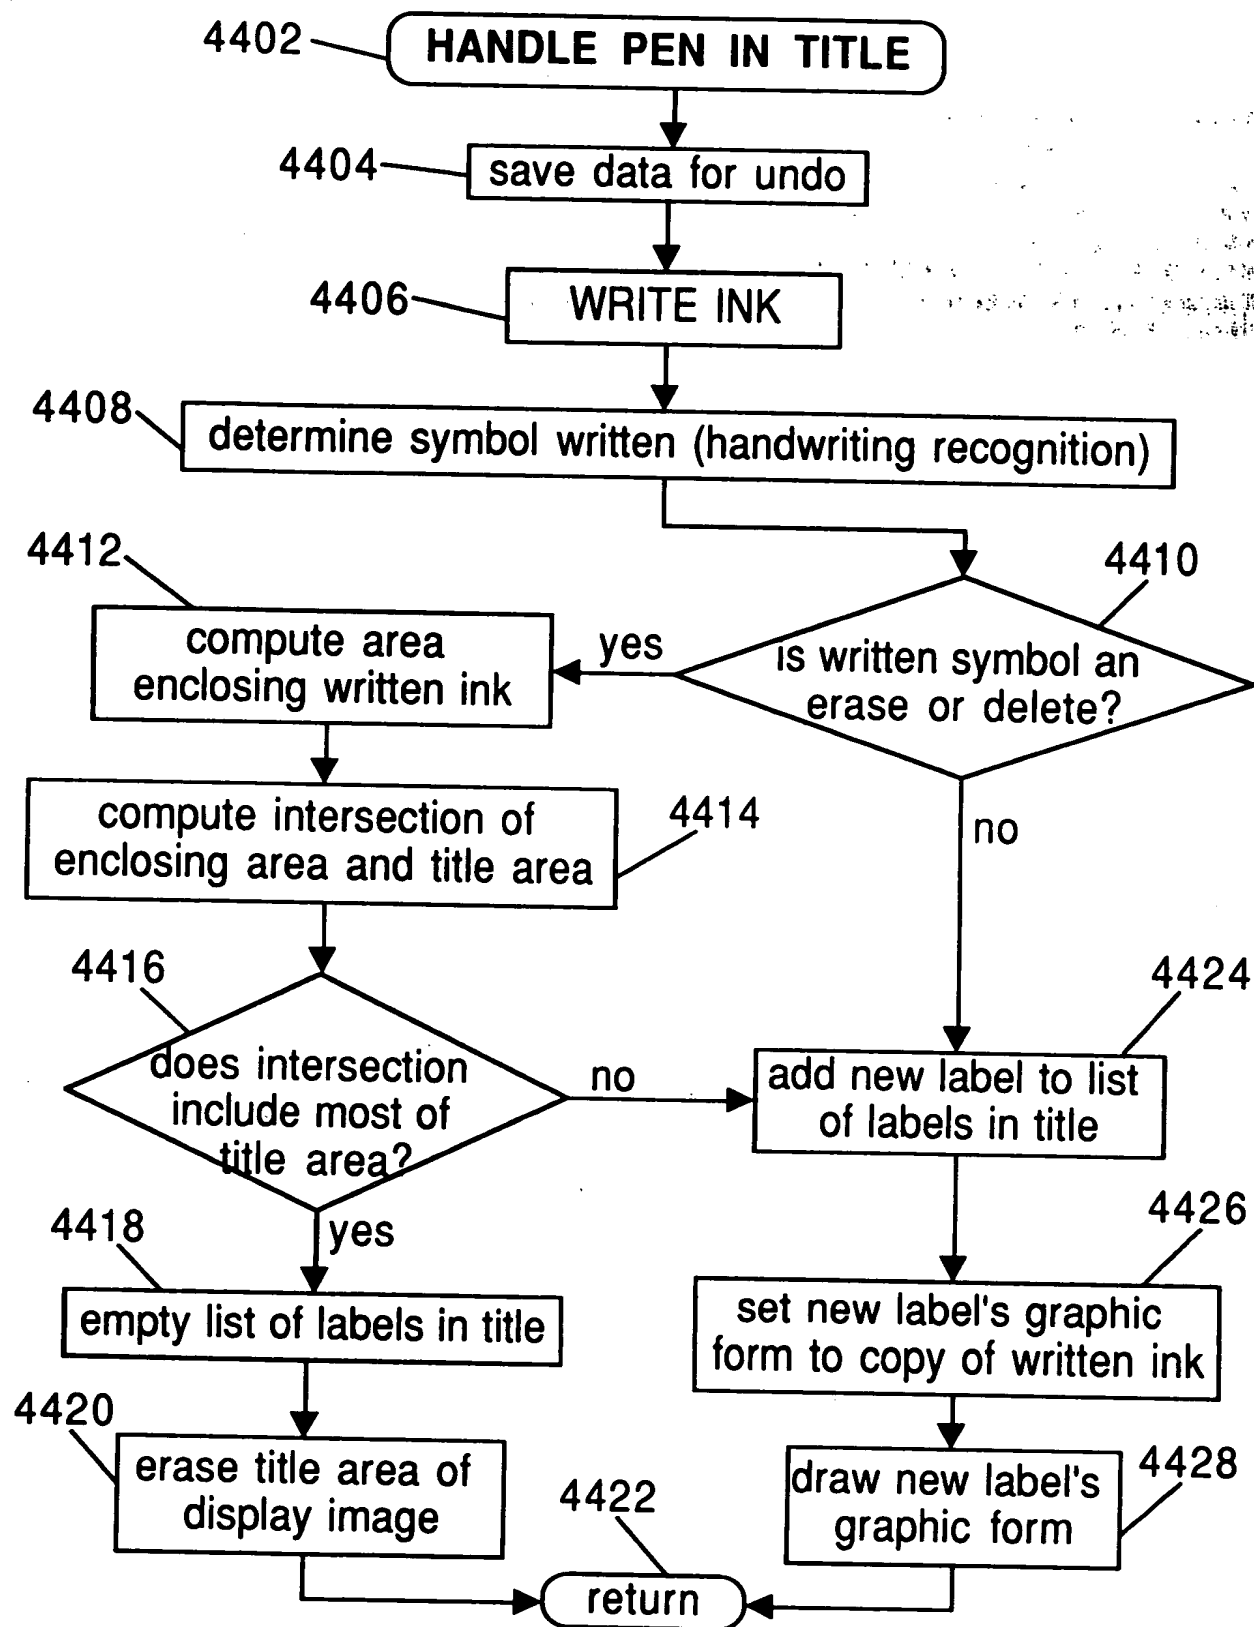 4402
HANDLE PEN IN TITLE
4404
save data for undo
4406
WRITE INK
4408
determine symbol written (handwriting recognition)
4410
is written symbol an
erase or delete?
yes
no
4412
compute area
enclosing written ink
4414
compute intersection of
enclosing area and title area
4416
does intersection
include most of
title area?
no
yes
4424
add new label to list
of labels in title
4418
empty list of labels in title
4426
set new label's graphic
form to copy of written ink
4420
erase title area of
display image
4428
draw new label's
graphic form
4422
return